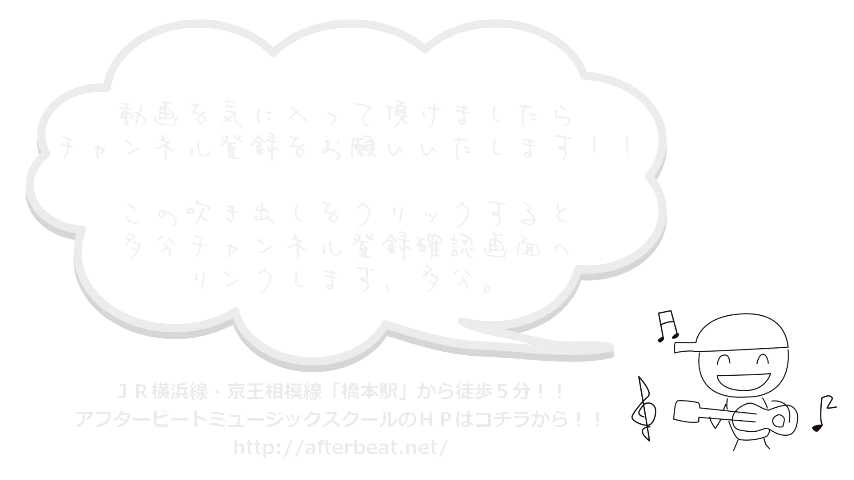 動画を気に入って頂けましたら
チャンネル登録をお願いいたします!!
この吹き出しをクリックすると
多分チャンネル登録確認画面へ
リンクします、多分。
JR横浜線・京王相模線「橋本駅」から徒歩5分!!
アフタービートミュージックスクールのHPはコチラから!!
http://afterbeat.net/